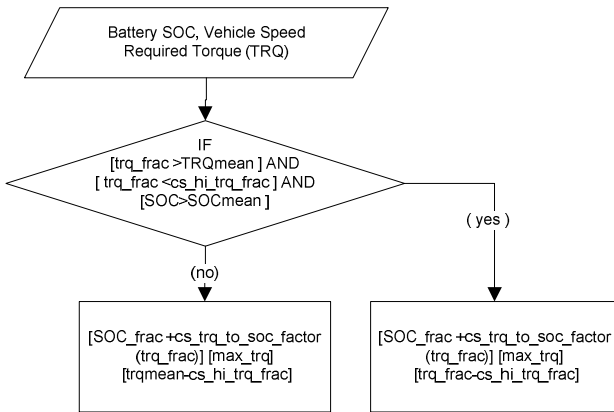 Battery SOC, Vehicle Speed
Required Torque (TRQ)
IF
[trq_frac >TRQmean ] AND
[ trq_frac <cs_hi_trq_frac ] AND
[SOC>SOCmean ]
( yes )
(no)
[SOC_frac +cs_trq_to_soc_factor
(trq_frac)] [max_trq]
[trqmean-cs_hi_trq_frac]
[SOC_frac +cs_trq_to_soc_factor
(trq_frac)] [max_trq]
[trq_frac-cs_hi_trq_frac]